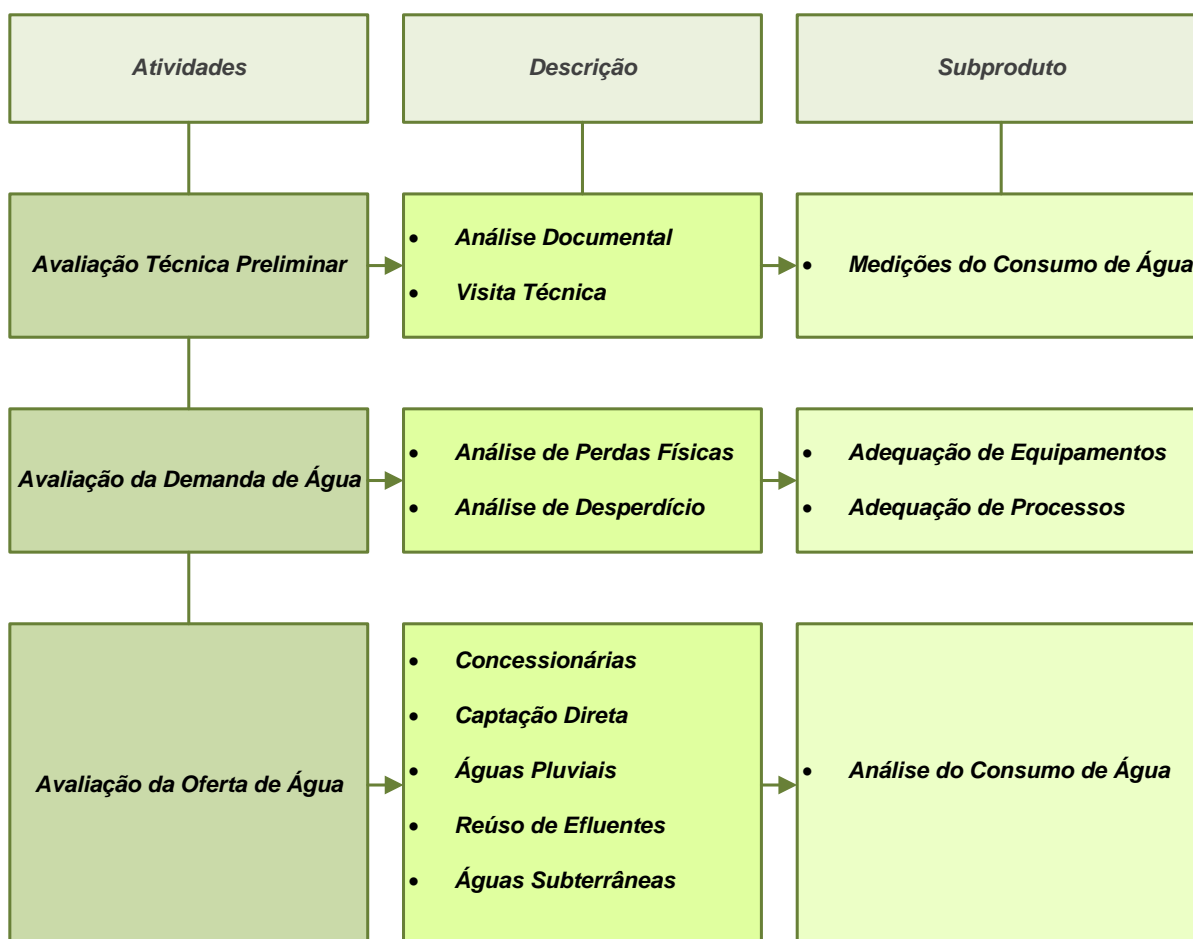 Atividades
Descrição
Subproduto
Avaliação Técnica Preliminar
• Análise Documental
• Visita Técnica
• Medições do Consumo de Água
Avaliação da Demanda de Água
• Análise de Perdas Físicas
• Análise de Desperdício
• Adequação de Equipamentos
• Adequação de Processos
Avaliação da Oferta de Água
• Concessionárias
• Captação Direta
• Águas Pluviais
• Reúso de Efluentes
• Águas Subterrâneas
• Análise do Consumo de Água